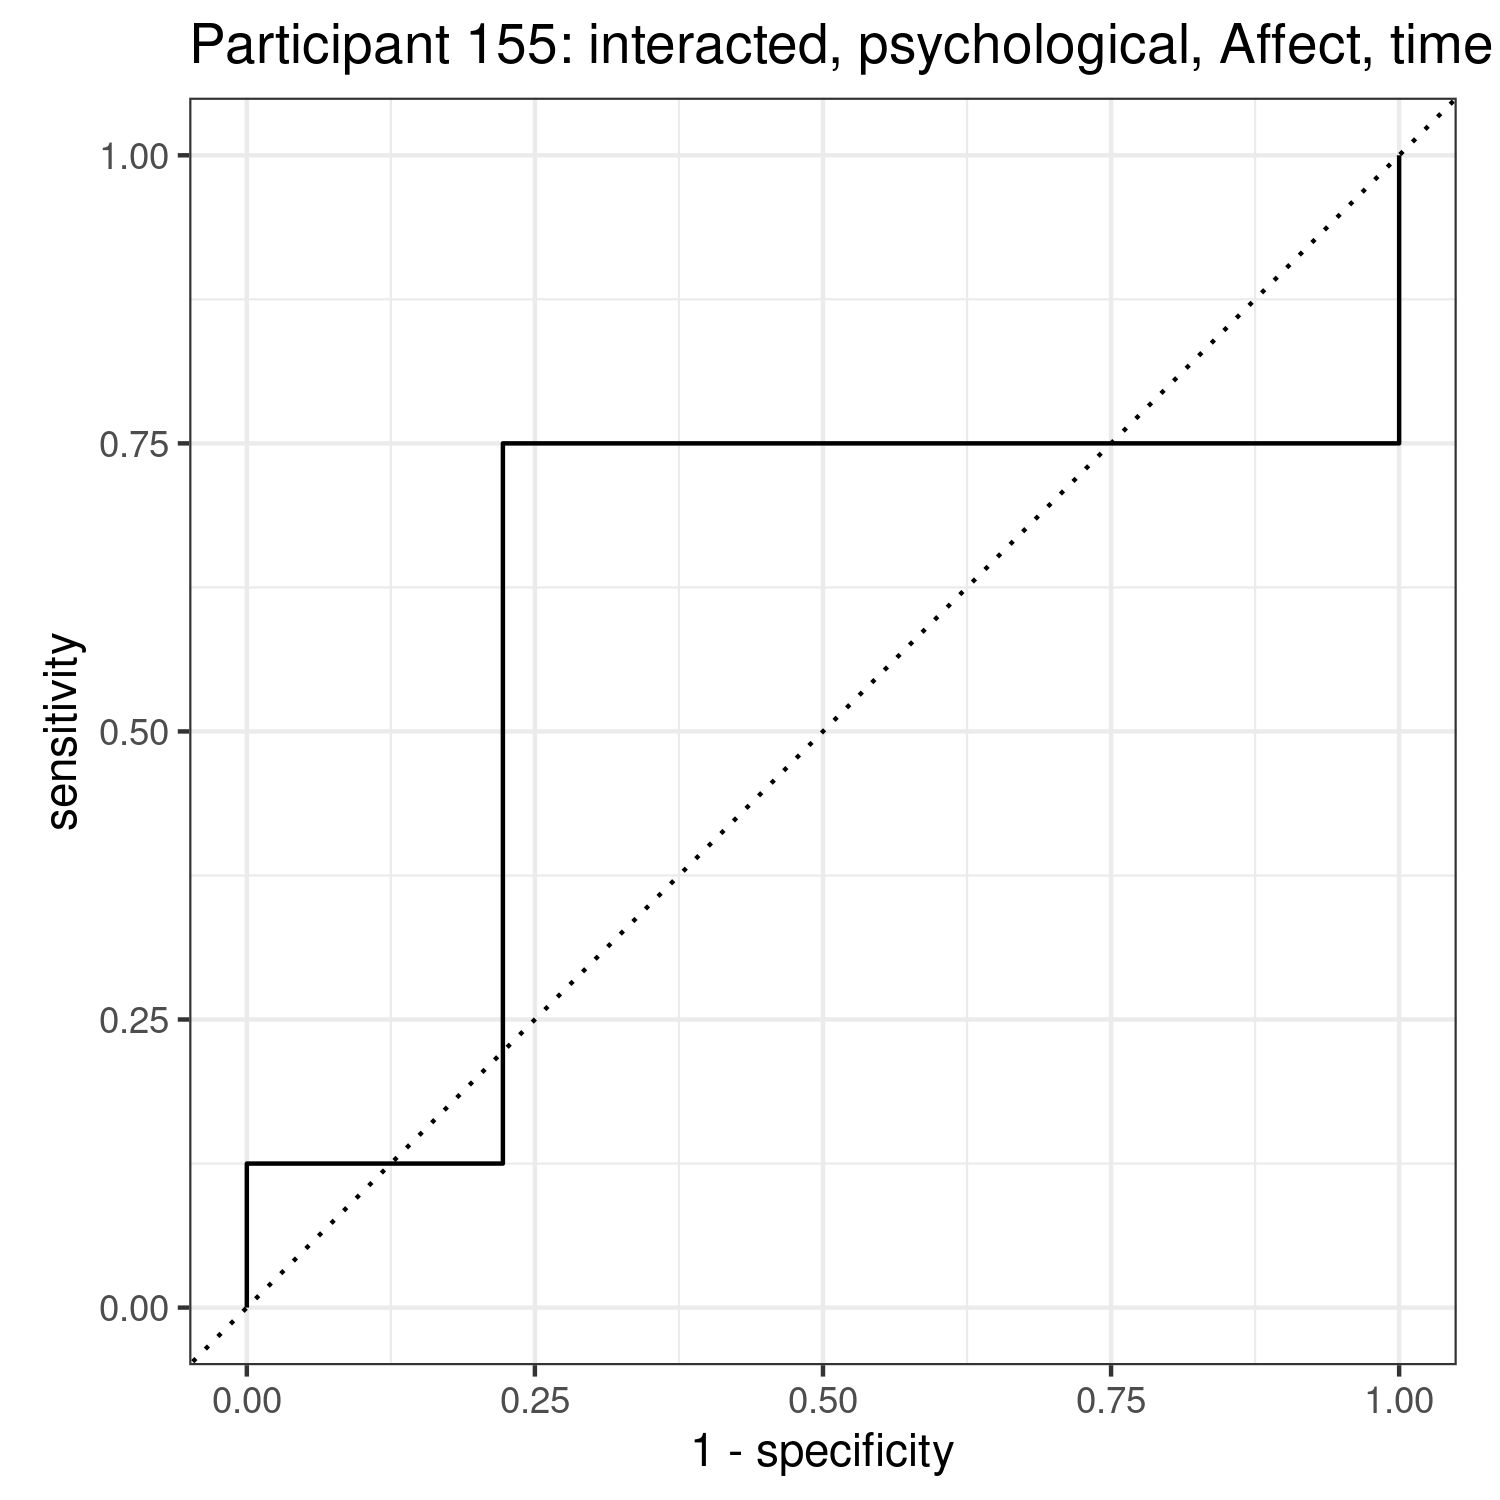 Participant 155: interacted, psychological, Affect, time
1.00
0.75
0.50
0.25
0.00
sensitivity
0.00 0.25 0.50 0.75 1.00
1 - specificity